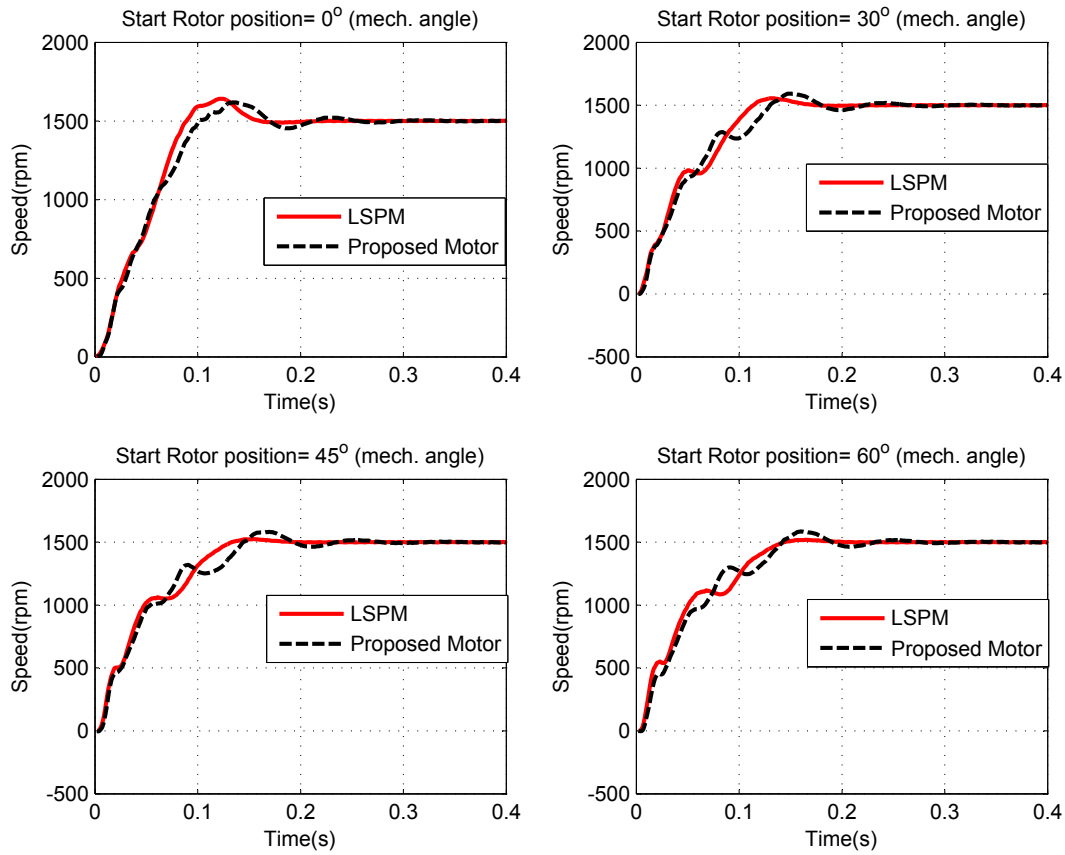 Start Rotor position= 0° (mech. angle)
2000
1500
1000
500
0
Speed(rpm)
LSPM
Proposed Motor
0 0.1 0.2 0.3 0.4
Time(s)
Start Rotor position= 30° (mech. angle)
2000
1500
1000
500
0
-500
Speed(rpm)
LSPM
Proposed Motor
0 0.1 0.2 0.3 0.4
Time(s)
Start Rotor position= 45° (mech. angle)
2000
1500
1000
500
0
-500
Speed(rpm)
LSPM
Proposed Motor
0 0.1 0.2 0.3 0.4
Time(s)
Start Rotor position= 60° (mech. angle)
2000
1500
1000
500
0
-500
Speed(rpm)
LSPM
Proposed Motor
0 0.1 0.2 0.3 0.4
Time(s)